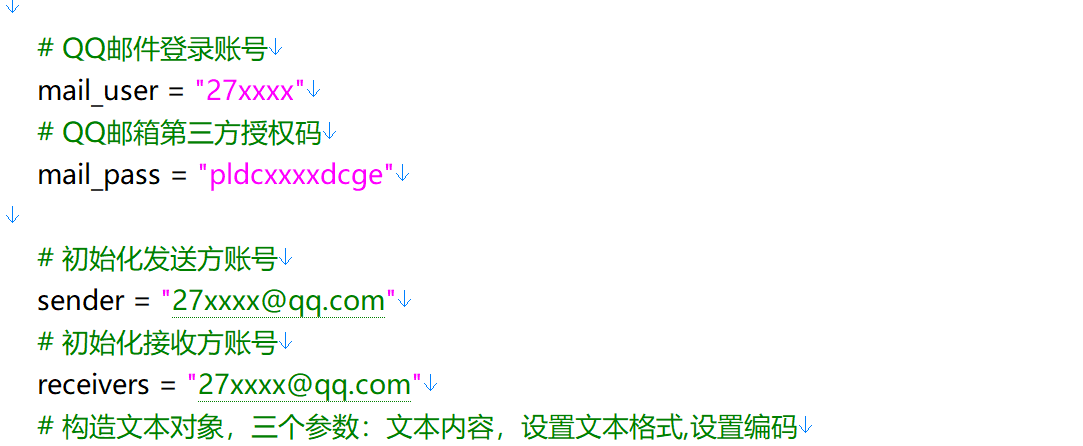 # QQ邮件登录账号↓
mail_user = "27xxxx"↓
# QQ邮箱第三方授权码↓
mail_pass = "pldcxxxxdcge"↓
↓
# 初始化发送方账号↓
sender = "27xxxx@qq.com"↓
# 初始化接收方账号↓
receivers = "27xxxx@qq.com"↓
# 构造文本对象，三个参数：文本内容，设置文本格式,设置编码↓